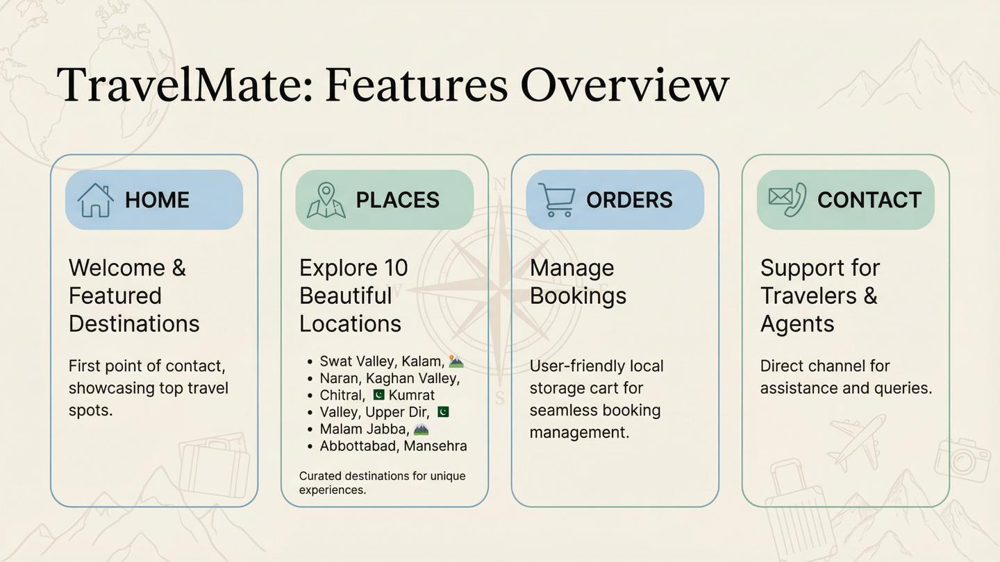 TravelMate: Features Overview
HOME
Welcome &
Featured
Destinations
First point of contact,
showcasing top travel
spots.
PLACES
Explore 10
Beautiful
Locations
• Swat Valley, Kalam, 🏔️
• Naran, Kaghan Valley,
• Chitral, 🇵🇰 Kumrat
• Valley, Upper Dir, 🇵🇰
• Malam Jabba, ⛰️
• Abbottabad, Mansehra
Curated destinations for unique
experiences.
ORDERS
Manage
Bookings
User-friendly local
storage cart for
seamless booking
management.
CONTACT
Support for
Travelers &
Agents
Direct channel for
assistance and queries.
N
W
E
S